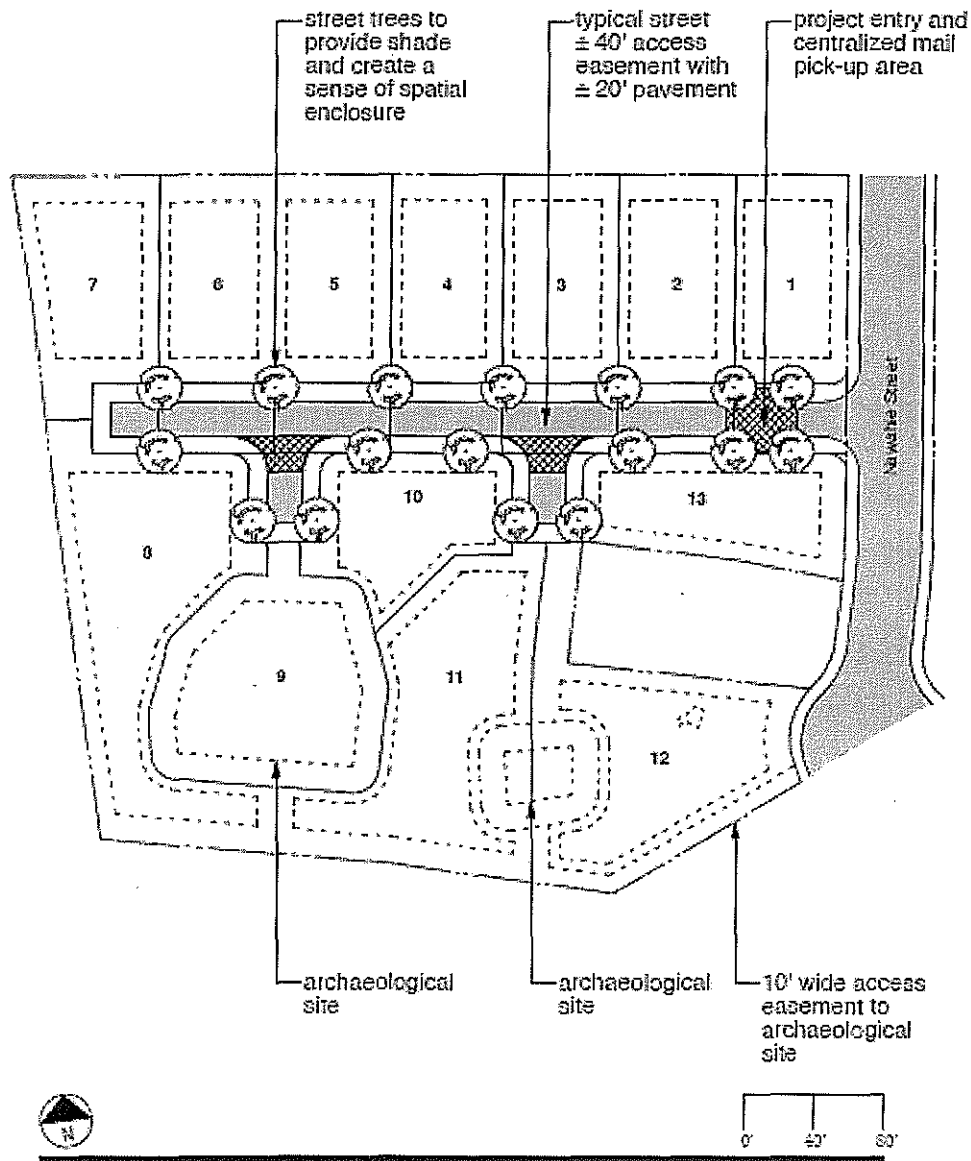 street trees to
provide shade
and create a
sense of spatial
enclosure
typical street
± 40' access
easement with
± 20' pavement
project entry and
centralized mail
pick-up area
7
6
5
4
3
2
1
Street
10
13
8
9
11
12
archaeological
site
archaeological
site
10' wide access
easement to
archaeological
site
N
0'
40'
80'